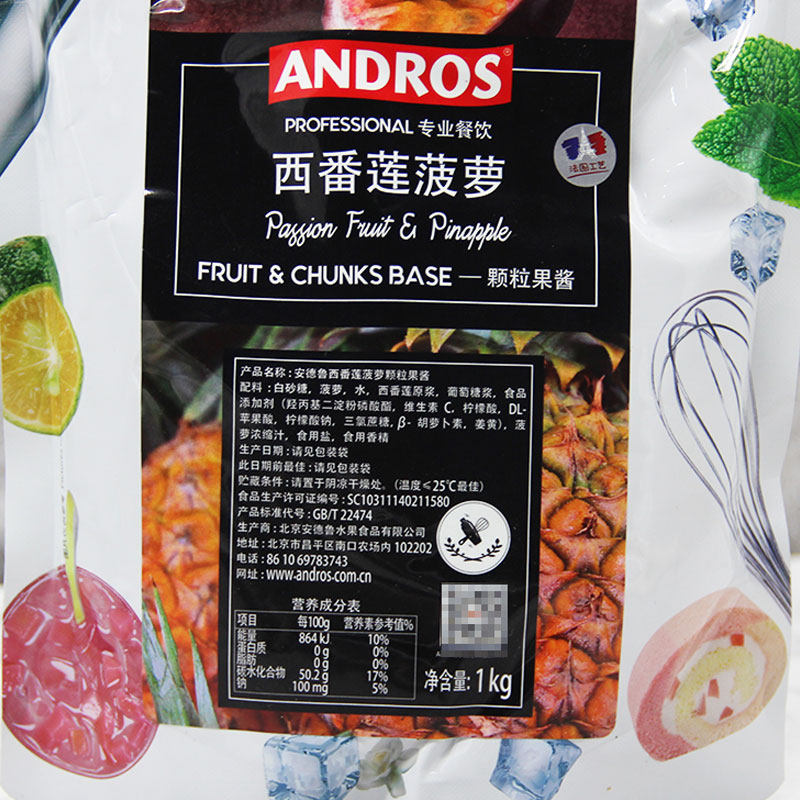 ANDROS
PROFESSIONAL 专业餐饮
西番莲菠萝
Passion Fruit & Pinapple
FRUIT & CHUNKS BASE — 颗粒果酱
法国工艺
产品名称:安德鲁西番莲菠萝颗粒果酱
配料:白砂糖,菠萝,水,西番莲原浆,葡萄糖浆,食品
添加剂(羟丙基二淀粉磷酸酯,维生素 C,柠檬酸,DL-
苹果酸,柠檬酸钠,三氯蔗糖,β- 胡萝卜素,姜黄),菠
萝浓缩汁,食用盐,食用香精
生产日期:请见包装袋
此日期前最佳:请见包装袋
贮藏条件:请置于阴凉干燥处。(温度≤25℃最佳)
食品生产许可证编号:SC10311140211580
产品标准代号:GB/T 22474
生产商:北京安德鲁水果食品有限公司
地址:北京市昌平区南口农场内 102202
电话:86 10 69783743
网址:www.andros.com.cn
营养成分表
项目 每100g 营养素参考值%
能量 864 kJ 10%
蛋白质 0 g 0%
脂肪 0 g 0%
碳水化合物 50.2 g 17%
钠 100 mg 5%
净含量:1 kg